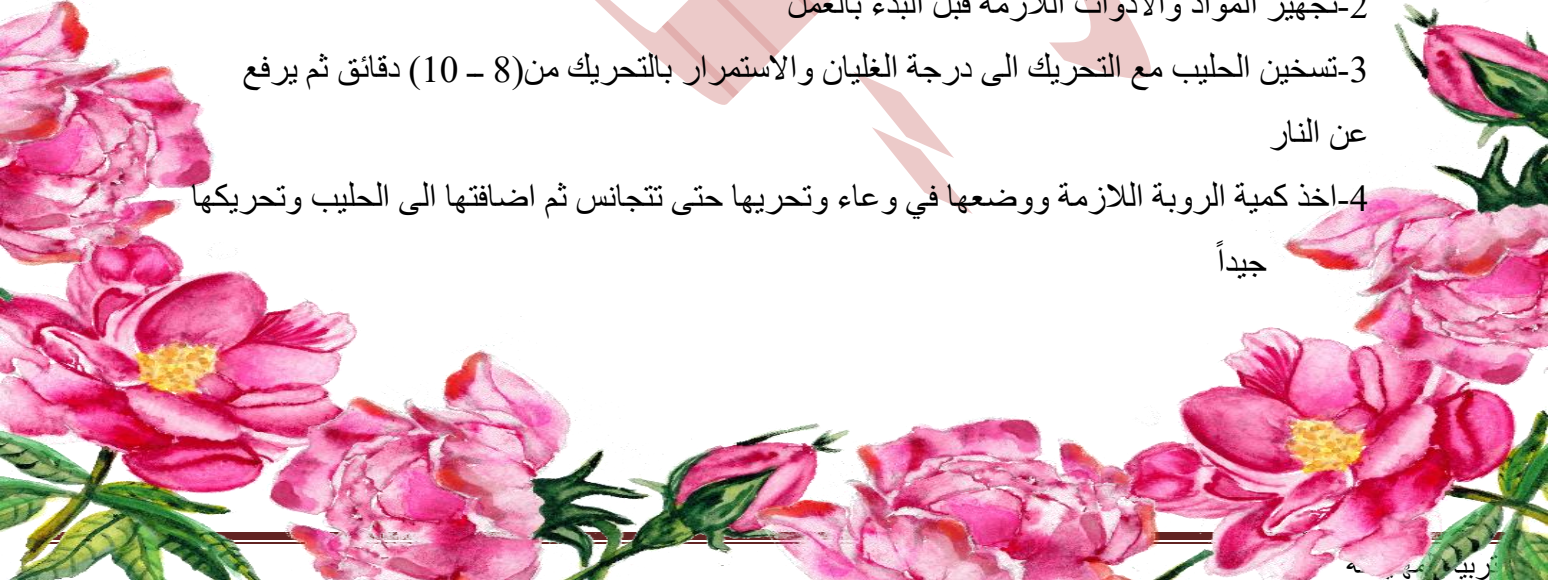 2-تجهيز المواد والادوات اللازمة قبل البدء بالعمل
3-تسخين الحليب مع التحريك الى درجة الغليان والاستمرار بالتحريك من(8 – 10) دقائق ثم يرفع
عن النار
4-اخذ كمية الروبة اللازمة ووضعها في وعاء وتحريها حتى تتجانس ثم اضافتها الى الحليب وتحريكها
جيداً